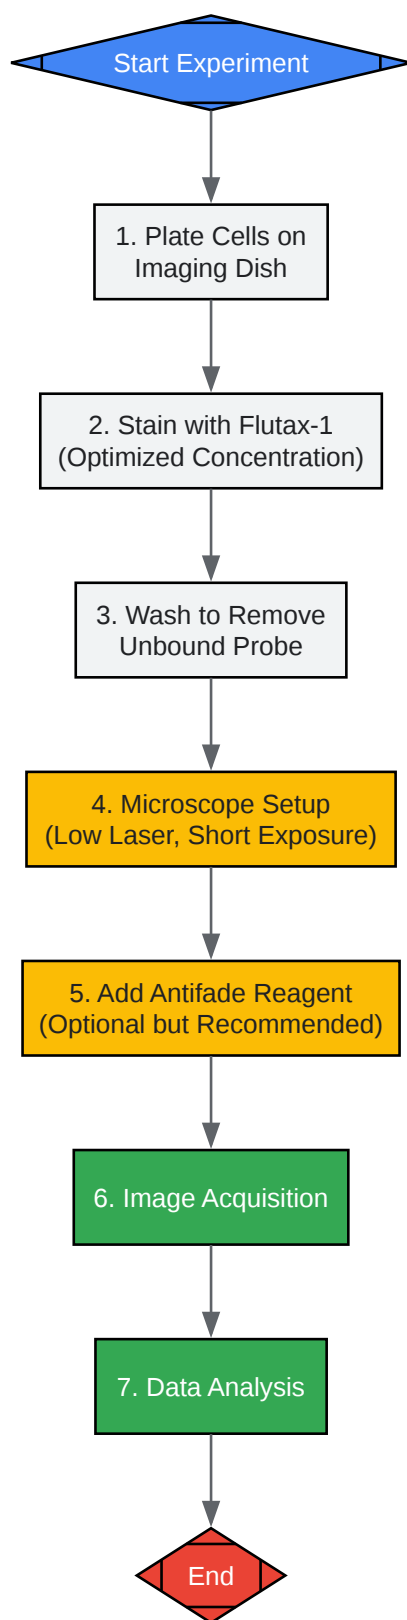 Start Experiment
1. Plate Cells on
Imaging Dish
2. Stain with Flutax-1
(Optimized Concentration)
3. Wash to Remove
Unbound Probe
4. Microscope Setup
(Low Laser, Short Exposure)
5. Add Antifade Reagent
(Optional but Recommended)
6. Image Acquisition
7. Data Analysis
End